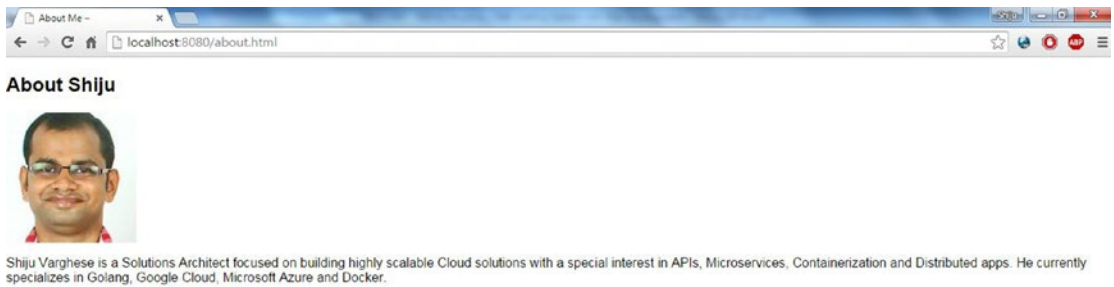 About Me –
Shiju
localhost:8080/about.html
ABP
About Shiju
Shiju Varghese is a Solutions Architect focused on building highly scalable Cloud solutions with a special interest in APIs, Microservices, Containerization and Distributed apps. He currently
specializes in Golang, Google Cloud, Microsoft Azure and Docker.